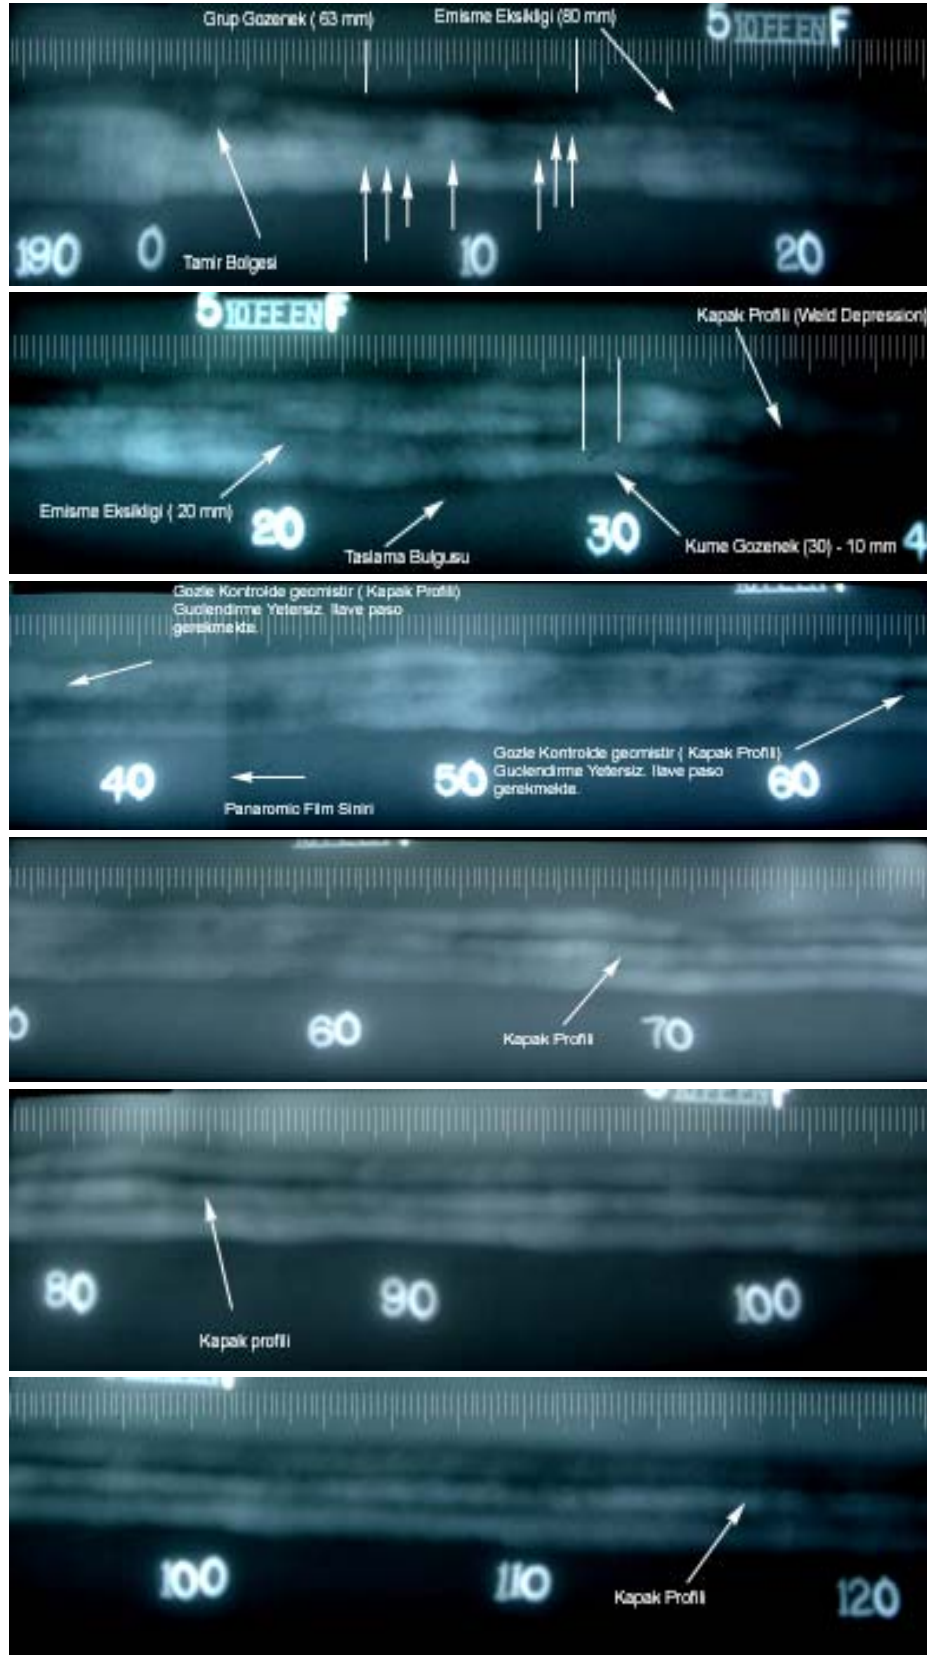 Grup Gozenek ( 63 mm)
Emisme Eksikligi (80 mm)
5 10 FE EN F
Tamir Bolgesi
190 0 10 20
5 10 FE EN F
Kapak Profili (Weld Depression)
Emisme Eksikligi ( 20 mm)
20 30 4
Taslama Bulgusu
Kume Gozenek (30) - 10 mm
Gozle Kontrolde geomistir ( Kapak Profili)
Guclendirme Yetersiz. Ilave paso
gerekmekte.
Gozle Kontrolde geomistir ( Kapak Profili)
Guclendirme Yetersiz. Ilave paso
gerekmekte.
40 50 60
Panaromic Film Siniri
0 60 70
Kapak Profili
80 90 100
Kapak profili
100 110 120
Kapak Profili